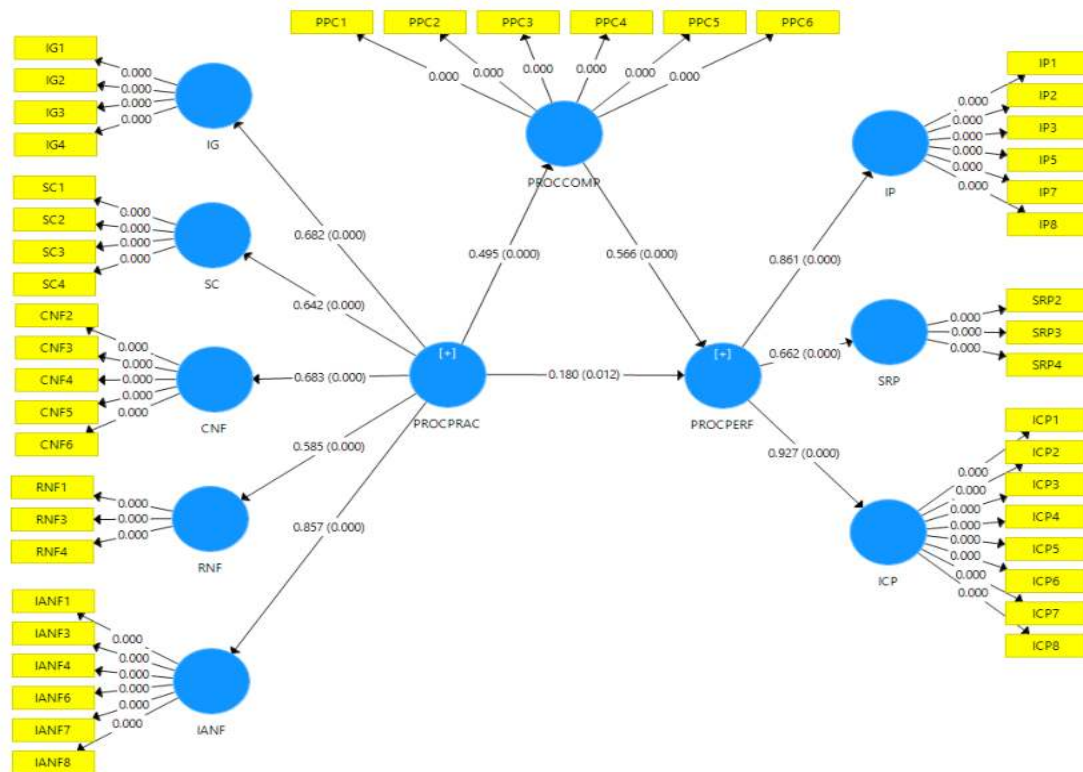 PPC1 PPC2 PPC3 PPC4 PPC5 PPC6
0.000 0.000 0.000 0.000 0.000 0.000
PROCCOMP
IG1
IG2
IG3
IG4
0.000
0.000
0.000
0.000
IG
SC1
SC2
SC3
SC4
0.000
0.000
0.000
0.000
SC
CNF2
CNF3
CNF4
CNF5
CNF6
0.000
0.000
0.000
0.000
0.000
CNF
RNF1
RNF3
RNF4
0.000
0.000
0.000
RNF
IANF1
IANF3
IANF4
IANF6
IANF7
IANF8
0.000
0.000
0.000
0.000
0.000
0.000
IANF
0.682 (0.000)
0.642 (0.000)
0.683 (0.000)
0.585 (0.000)
0.857 (0.000)
[+]
PROCPRAC
0.495 (0.000)
0.566 (0.000)
0.180 (0.012)
[+]
PROCPERF
0.861 (0.000)
0.662 (0.000)
0.927 (0.000)
IP
0.000
0.000
0.000
0.000
0.000
0.000
IP1
IP2
IP3
IP5
IP7
IP8
SRP
0.000
0.000
0.000
SRP2
SRP3
SRP4
ICP
0.000
0.000
0.000
0.000
0.000
0.000
0.000
0.000
ICP1
ICP2
ICP3
ICP4
ICP5
ICP6
ICP7
ICP8